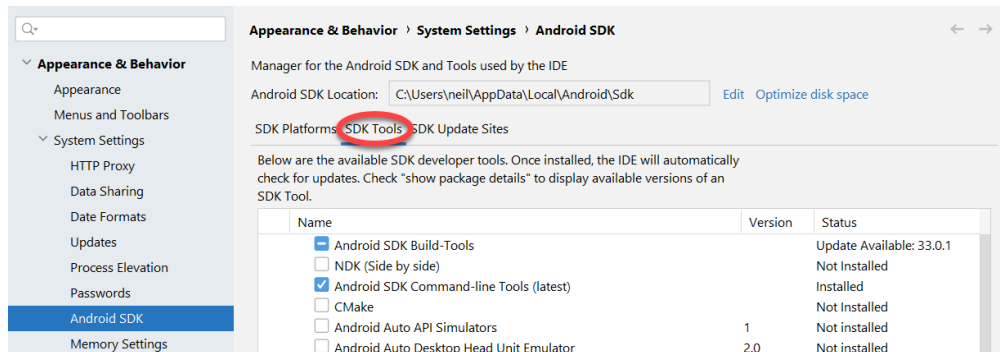 Appearance & Behavior › System Settings › Android SDK
Appearance & Behavior
Appearance
Menus and Toolbars
System Settings
HTTP Proxy
Data Sharing
Date Formats
Updates
Process Elevation
Passwords
Android SDK
Memory Settings
Manager for the Android SDK and Tools used by the IDE
Android SDK Location: C:\Users\neil\AppData\Local\Android\Sdk Edit Optimize disk space
SDK Platforms SDK Tools SDK Update Sites
Below are the available SDK developer tools. Once installed, the IDE will automatically
check for updates. Check "show package details" to display available versions of an
SDK Tool.
Name Version Status
Android SDK Build-Tools Update Available: 33.0.1
NDK (Side by side) Not Installed
Android SDK Command-line Tools (latest) Installed
CMake Not Installed
Android Auto API Simulators 1 Not installed
Android Auto Desktop Head Unit Emulator 2.0 Not installed